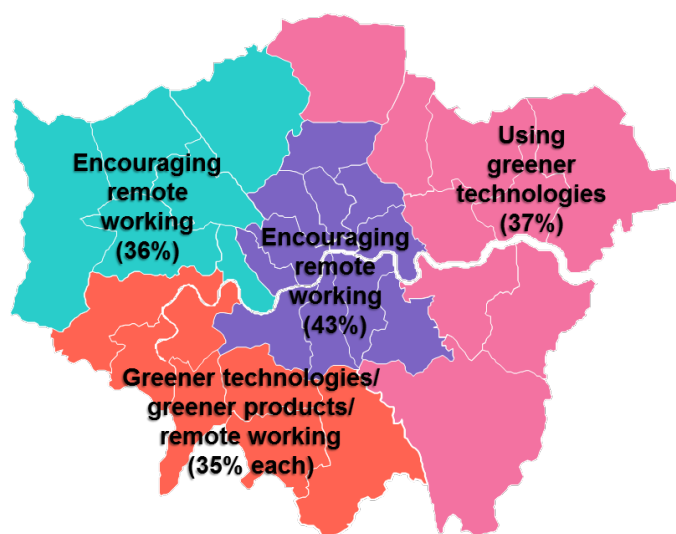 Encouraging
remote
working
(36%)
Using
greener
technologies
(37%)
Encouraging
remote
working
(43%)
Greener technologies/
greener products/
remote working
(35% each)